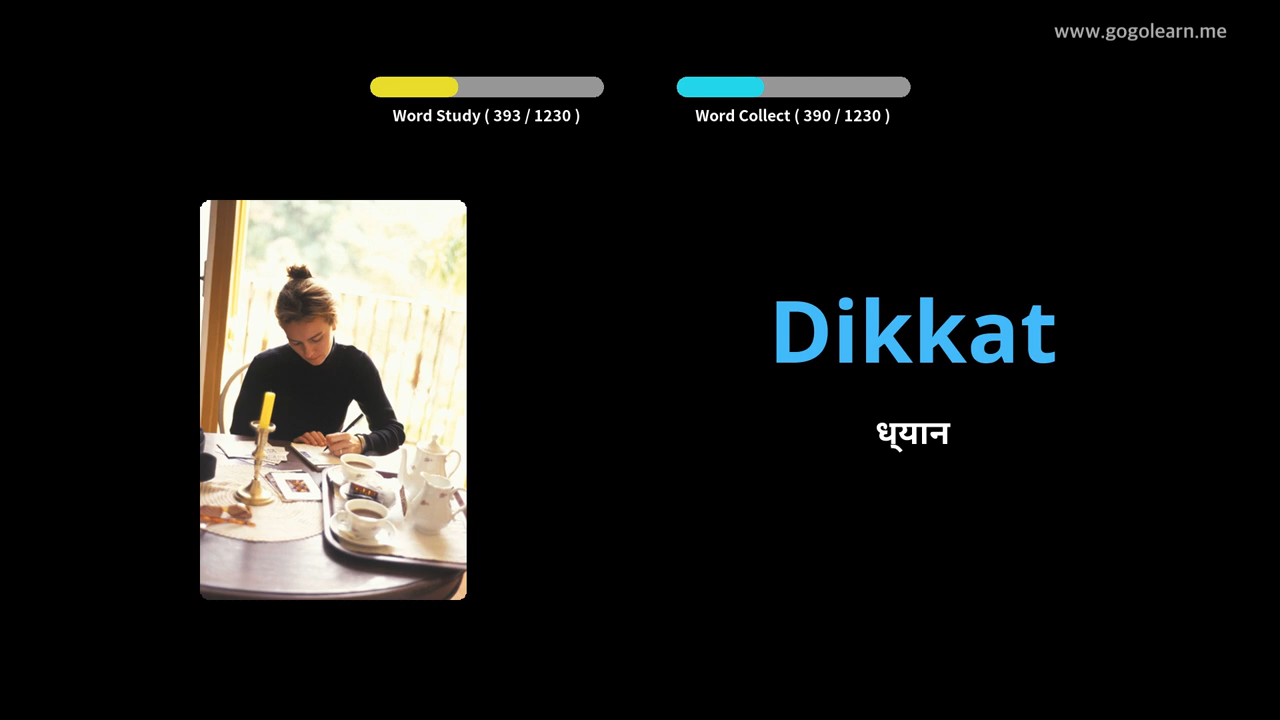 www.gogolearn.me
Word Study ( 393 / 1230 )
Word Collect ( 390 / 1230 )
Dikkat
ध्यान